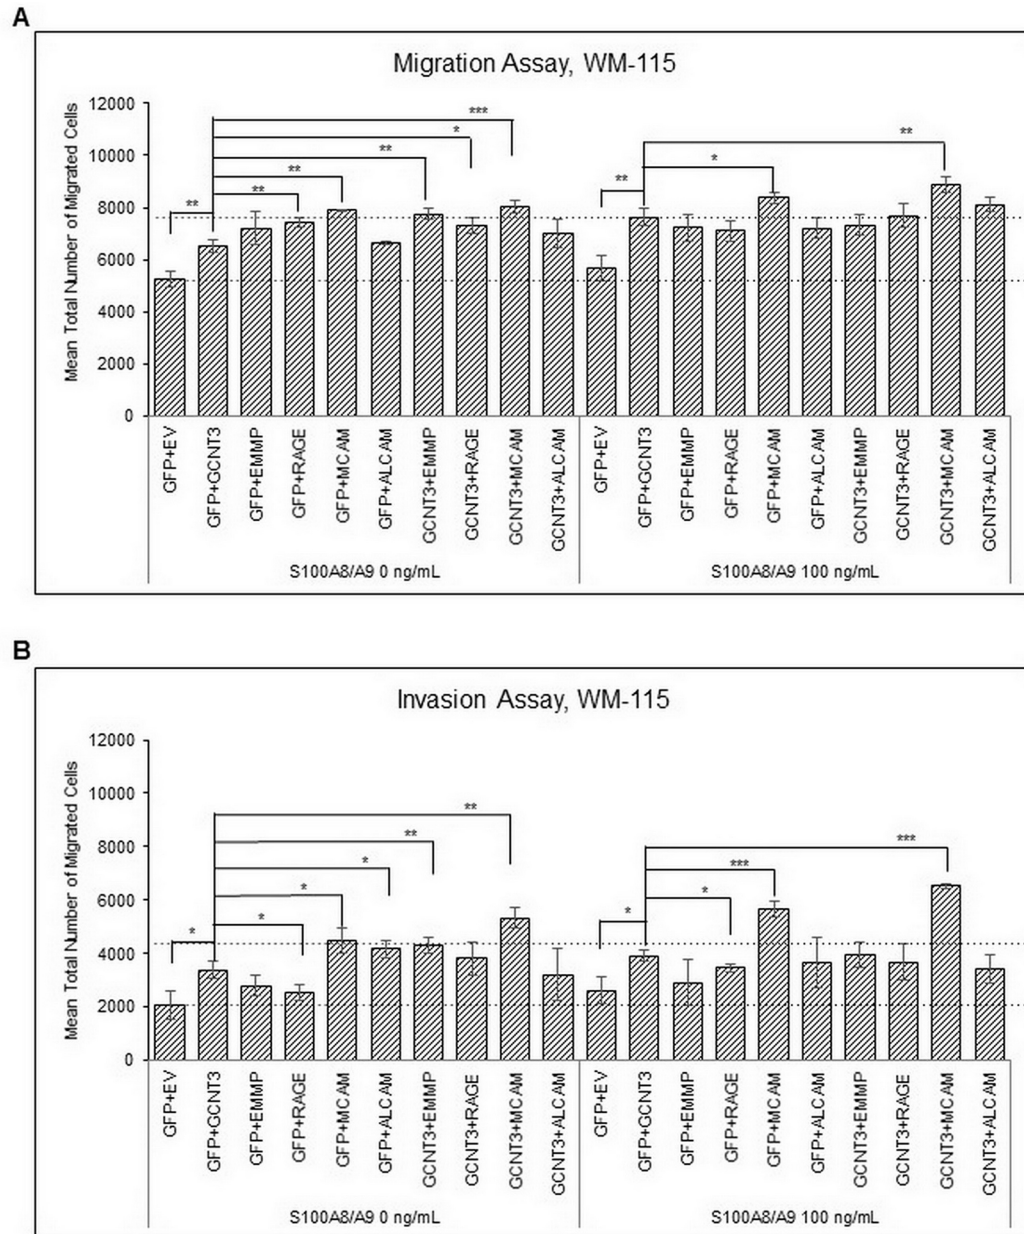 A
Migration Assay, WM-115
Mean Total Number of Migrated Cells
12000
10000
8000
6000
4000
2000
0
***
*
**
**
**
**
**
*
**
GFP+EV
GFP+GCNT3
GFP+EMMP
GFP+RAGE
GFP+MCAM
GFP+ALCAM
GCNT3+EMMP
GCNT3+RAGE
GCNT3+MCAM
GCNT3+ALCAM
GFP+EV
GFP+GCNT3
GFP+EMMP
GFP+RAGE
GFP+MCAM
GFP+ALCAM
GCNT3+EMMP
GCNT3+RAGE
GCNT3+MCAM
GCNT3+ALCAM
S100A8/A9 0 ng/mL
S100A8/A9 100 ng/mL
B
Invasion Assay, WM-115
Mean Total Number of Migrated Cells
12000
10000
8000
6000
4000
2000
0
**
**
*
*
*
*
***
***
*
*
GFP+EV
GFP+GCNT3
GFP+EMMP
GFP+RAGE
GFP+MCAM
GFP+ALCAM
GCNT3+EMMP
GCNT3+RAGE
GCNT3+MCAM
GCNT3+ALCAM
GFP+EV
GFP+GCNT3
GFP+EMMP
GFP+RAGE
GFP+MCAM
GFP+ALCAM
GCNT3+EMMP
GCNT3+RAGE
GCNT3+MCAM
GCNT3+ALCAM
S100A8/A9 0 ng/mL
S100A8/A9 100 ng/mL